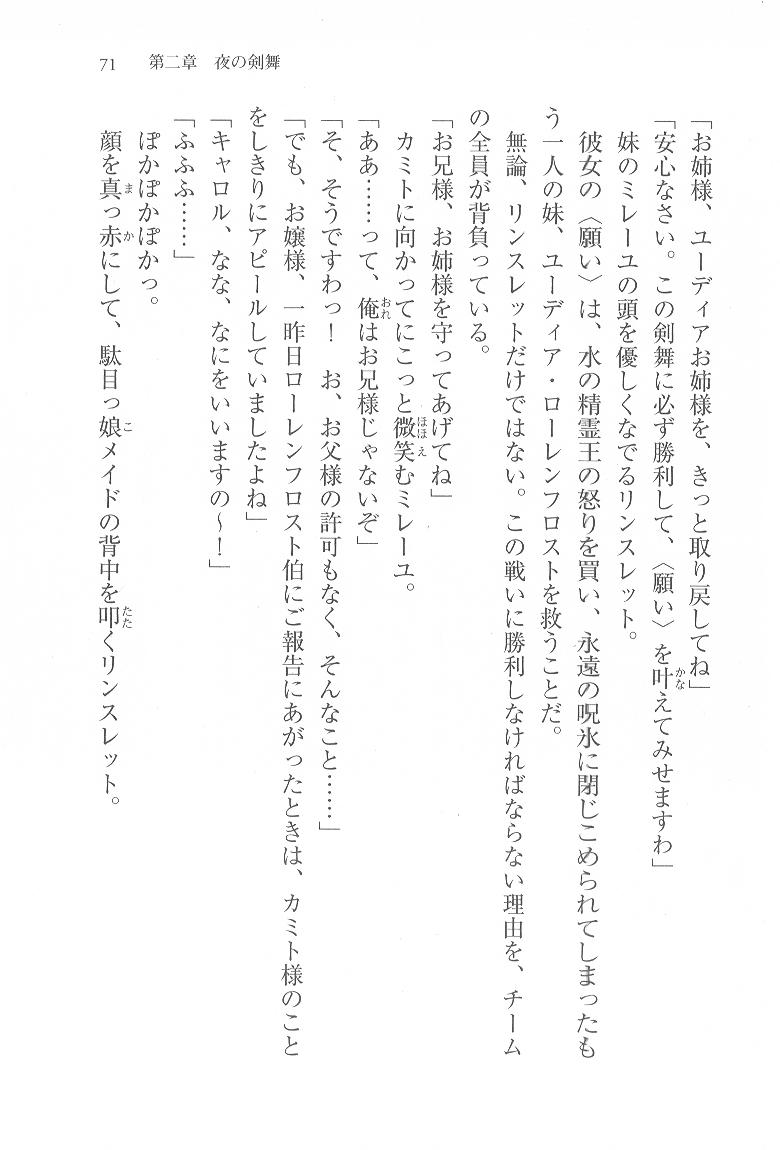 71　第二章　夜の剣舞
「お姉様、ユーディアお姉様を、きっと取り戻してね」
「安心なさい。この剣舞に必ず勝利して、〈願い〉を叶えてみせますわ」
妹のミレーユの頭を優しくなでるリンスレット。
彼女の〈願い〉は、水の精霊王の怒りを買い、永遠の呪氷に閉じこめられてしまったも
う一人の妹、ユーディア・ローレンフロストを救うことだ。
無論、リンスレットだけではない。この戦いに勝利しなければならない理由を、チーム
の全員が背負っている。
「お兄様、お姉様を守ってあげてね」
カミトに向かってにこっと微笑むミレーユ。
「ああ……って、俺はお兄様じゃないぞ」
「そ、そうですわっ！　お、お父様の許可もなく、そんなこと……」
「でも、お嬢様、一昨日ローレンフロスト伯にご報告にあがったときは、カミト様のこと
をしきりにアピールしていましたよね」
「キャロル、なな、なにをいいますの～！」
「ふふふ……」
ぽかぽかぽかっ。
顔を真っ赤にして、駄目っ娘メイドの背中を叩くリンスレット。